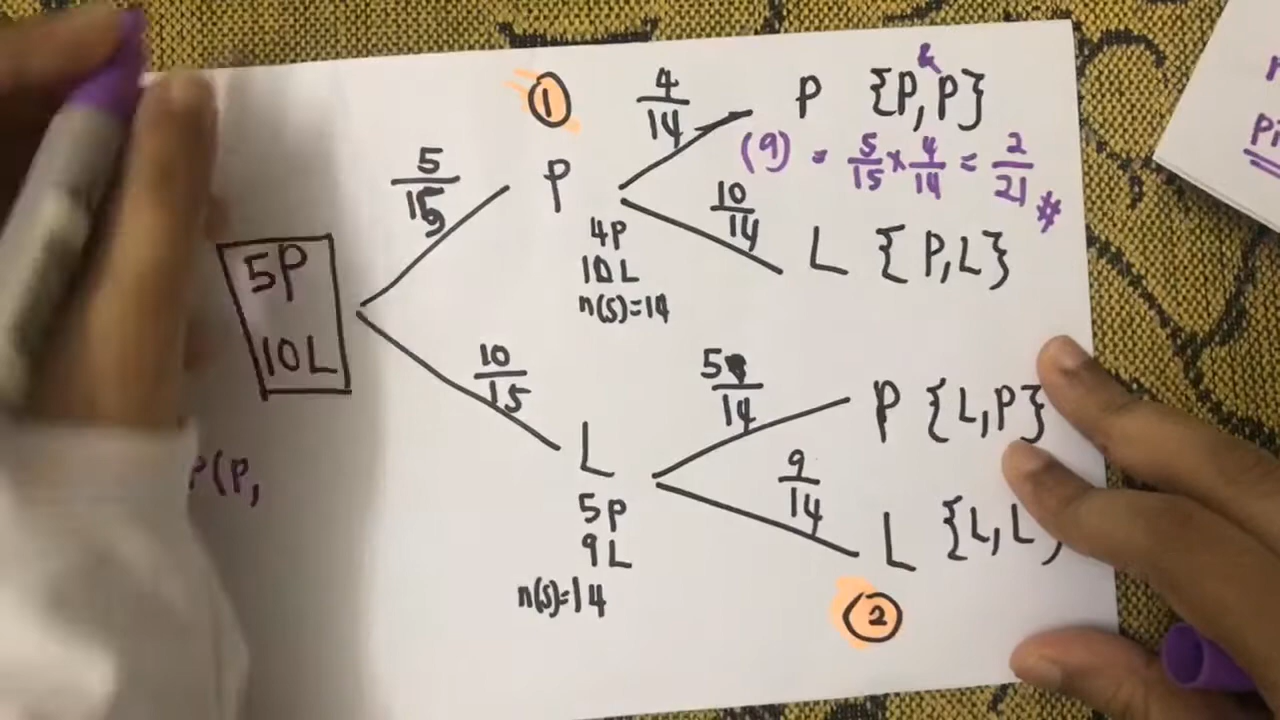 1
4/14
P {P, P}
&
(9) = 5/15 × 4/14 = 2/21 #
5/15
P
10/14
L {P, L}
4P
10L
n(S)=14
5P
10L
10/15
L
5P
9L
n(S)=14
5/14
P {L, P}
9/14
L {L, L
P(P,
2